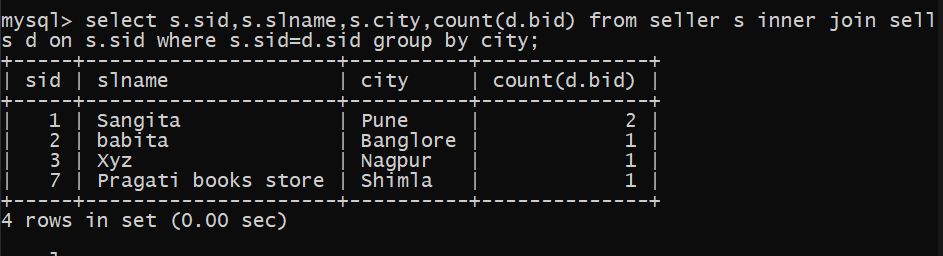 mysql> select s.sid,s.slname,s.city,count(d.bid) from seller s inner join sell
s d on s.sid where s.sid=d.sid group by city;
+-----+---------------------+----------+--------------+
| sid | slname              | city     | count(d.bid) |
+-----+---------------------+----------+--------------+
|   1 | Sangita             | Pune     |            2 |
|   2 | babita              | Banglore |            1 |
|   3 | Xyz                 | Nagpur   |            1 |
|   7 | Pragati books store | Shimla   |            1 |
+-----+---------------------+----------+--------------+
4 rows in set (0.00 sec)